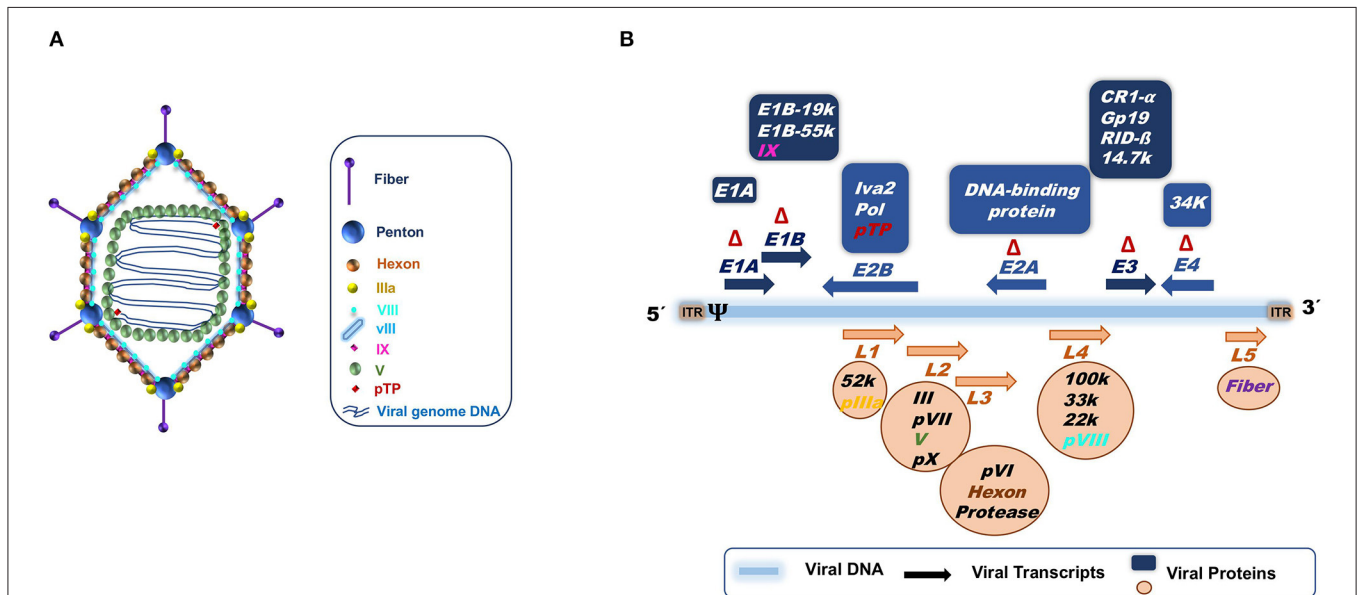 A
Fiber
Penton
Hexon
IIIa
VIII
vIII
IX
V
pTP
Viral genome DNA
B
E1B-19k
E1B-55k
IX
CR1-α
Gp19
RID-ß
14.7k
E1A
Iva2
Pol
pTP
DNA-binding
protein
34K
Δ
Δ
Δ
Δ
Δ
E1A
E1B
E2B
E2A
E3
E4
5´
ITR
Ψ
ITR
3´
L1
L2
L3
L4
L5
52k
pIIIa
III
pVII
V
pX
pVI
Hexon
Protease
100k
33k
22k
pVIII
Fiber
Viral DNA
Viral Transcripts
Viral Proteins